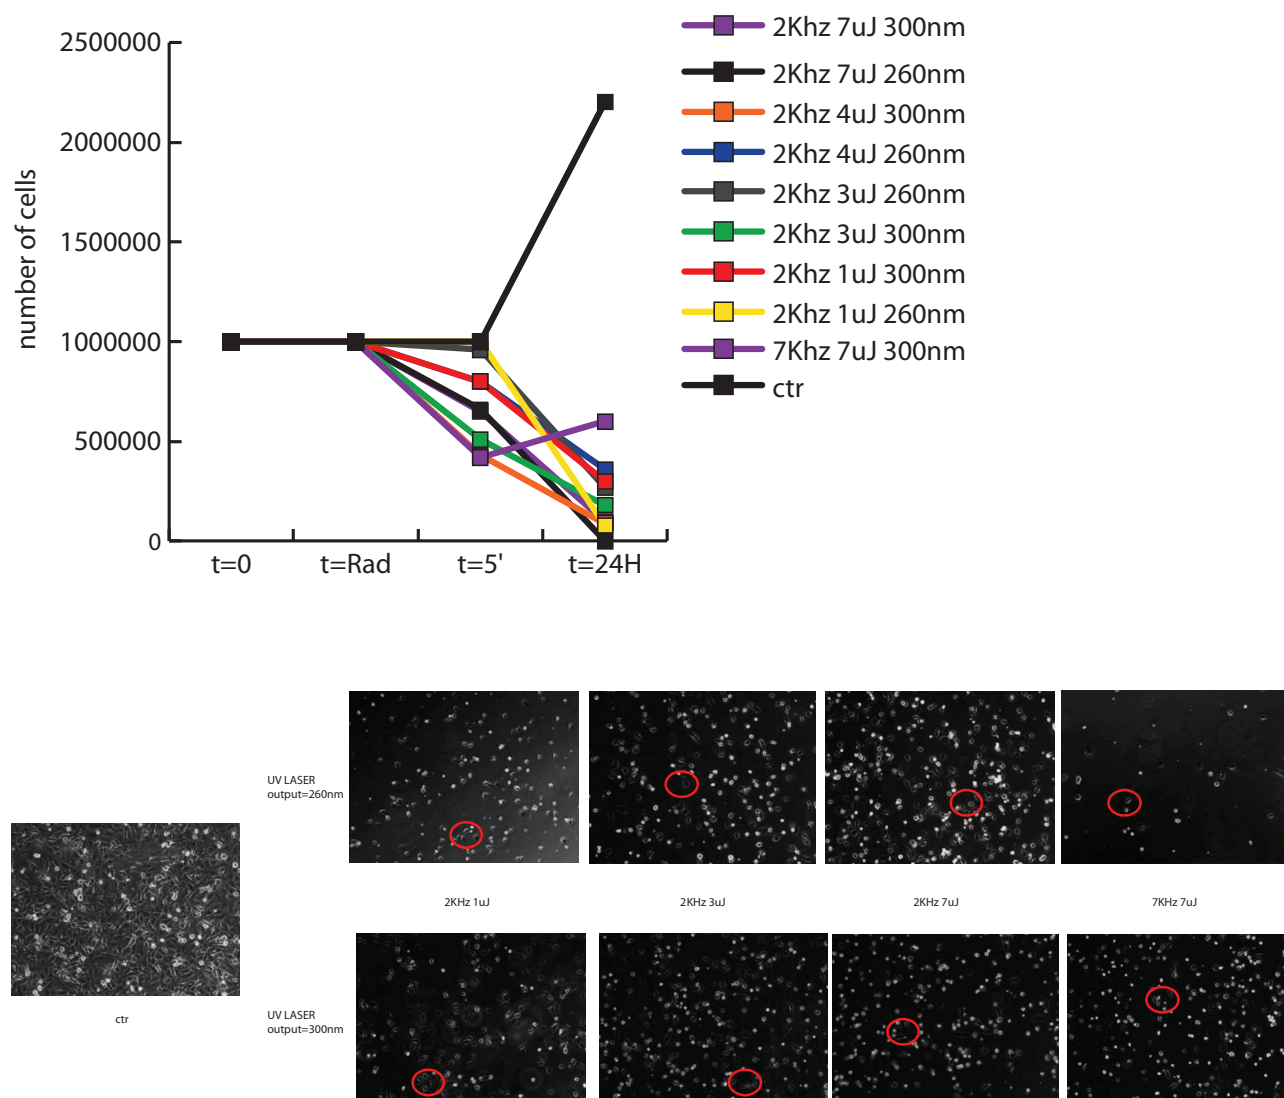 2500000
2000000
1500000
1000000
500000
0
number of cells
t=0
t=Rad
t=5'
t=24H
2Khz 7uJ 300nm
2Khz 7uJ 260nm
2Khz 4uJ 300nm
2Khz 4uJ 260nm
2Khz 3uJ 260nm
2Khz 3uJ 300nm
2Khz 1uJ 300nm
2Khz 1uJ 260nm
7Khz 7uJ 300nm
ctr
UV LASER
output=260nm
2KHz 1uJ
2KHz 3uJ
2KHz 7uJ
7KHz 7uJ
ctr
UV LASER
output=300nm